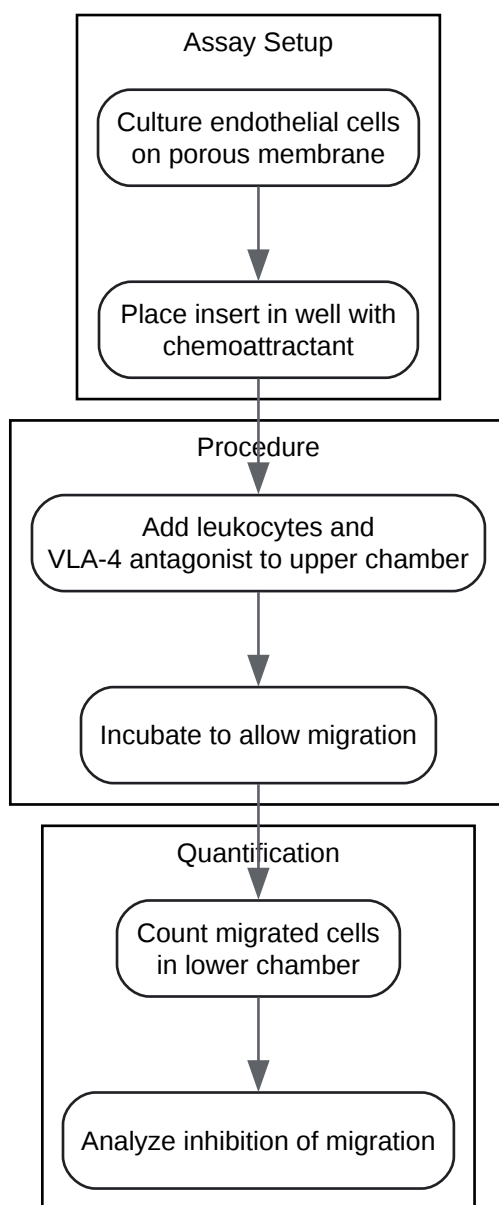 Assay Setup
Culture endothelial cells
on porous membrane
Place insert in well with
chemoattractant
Procedure
Add leukocytes and
VLA-4 antagonist to upper chamber
Incubate to allow migration
Quantification
Count migrated cells
in lower chamber
Analyze inhibition of migration